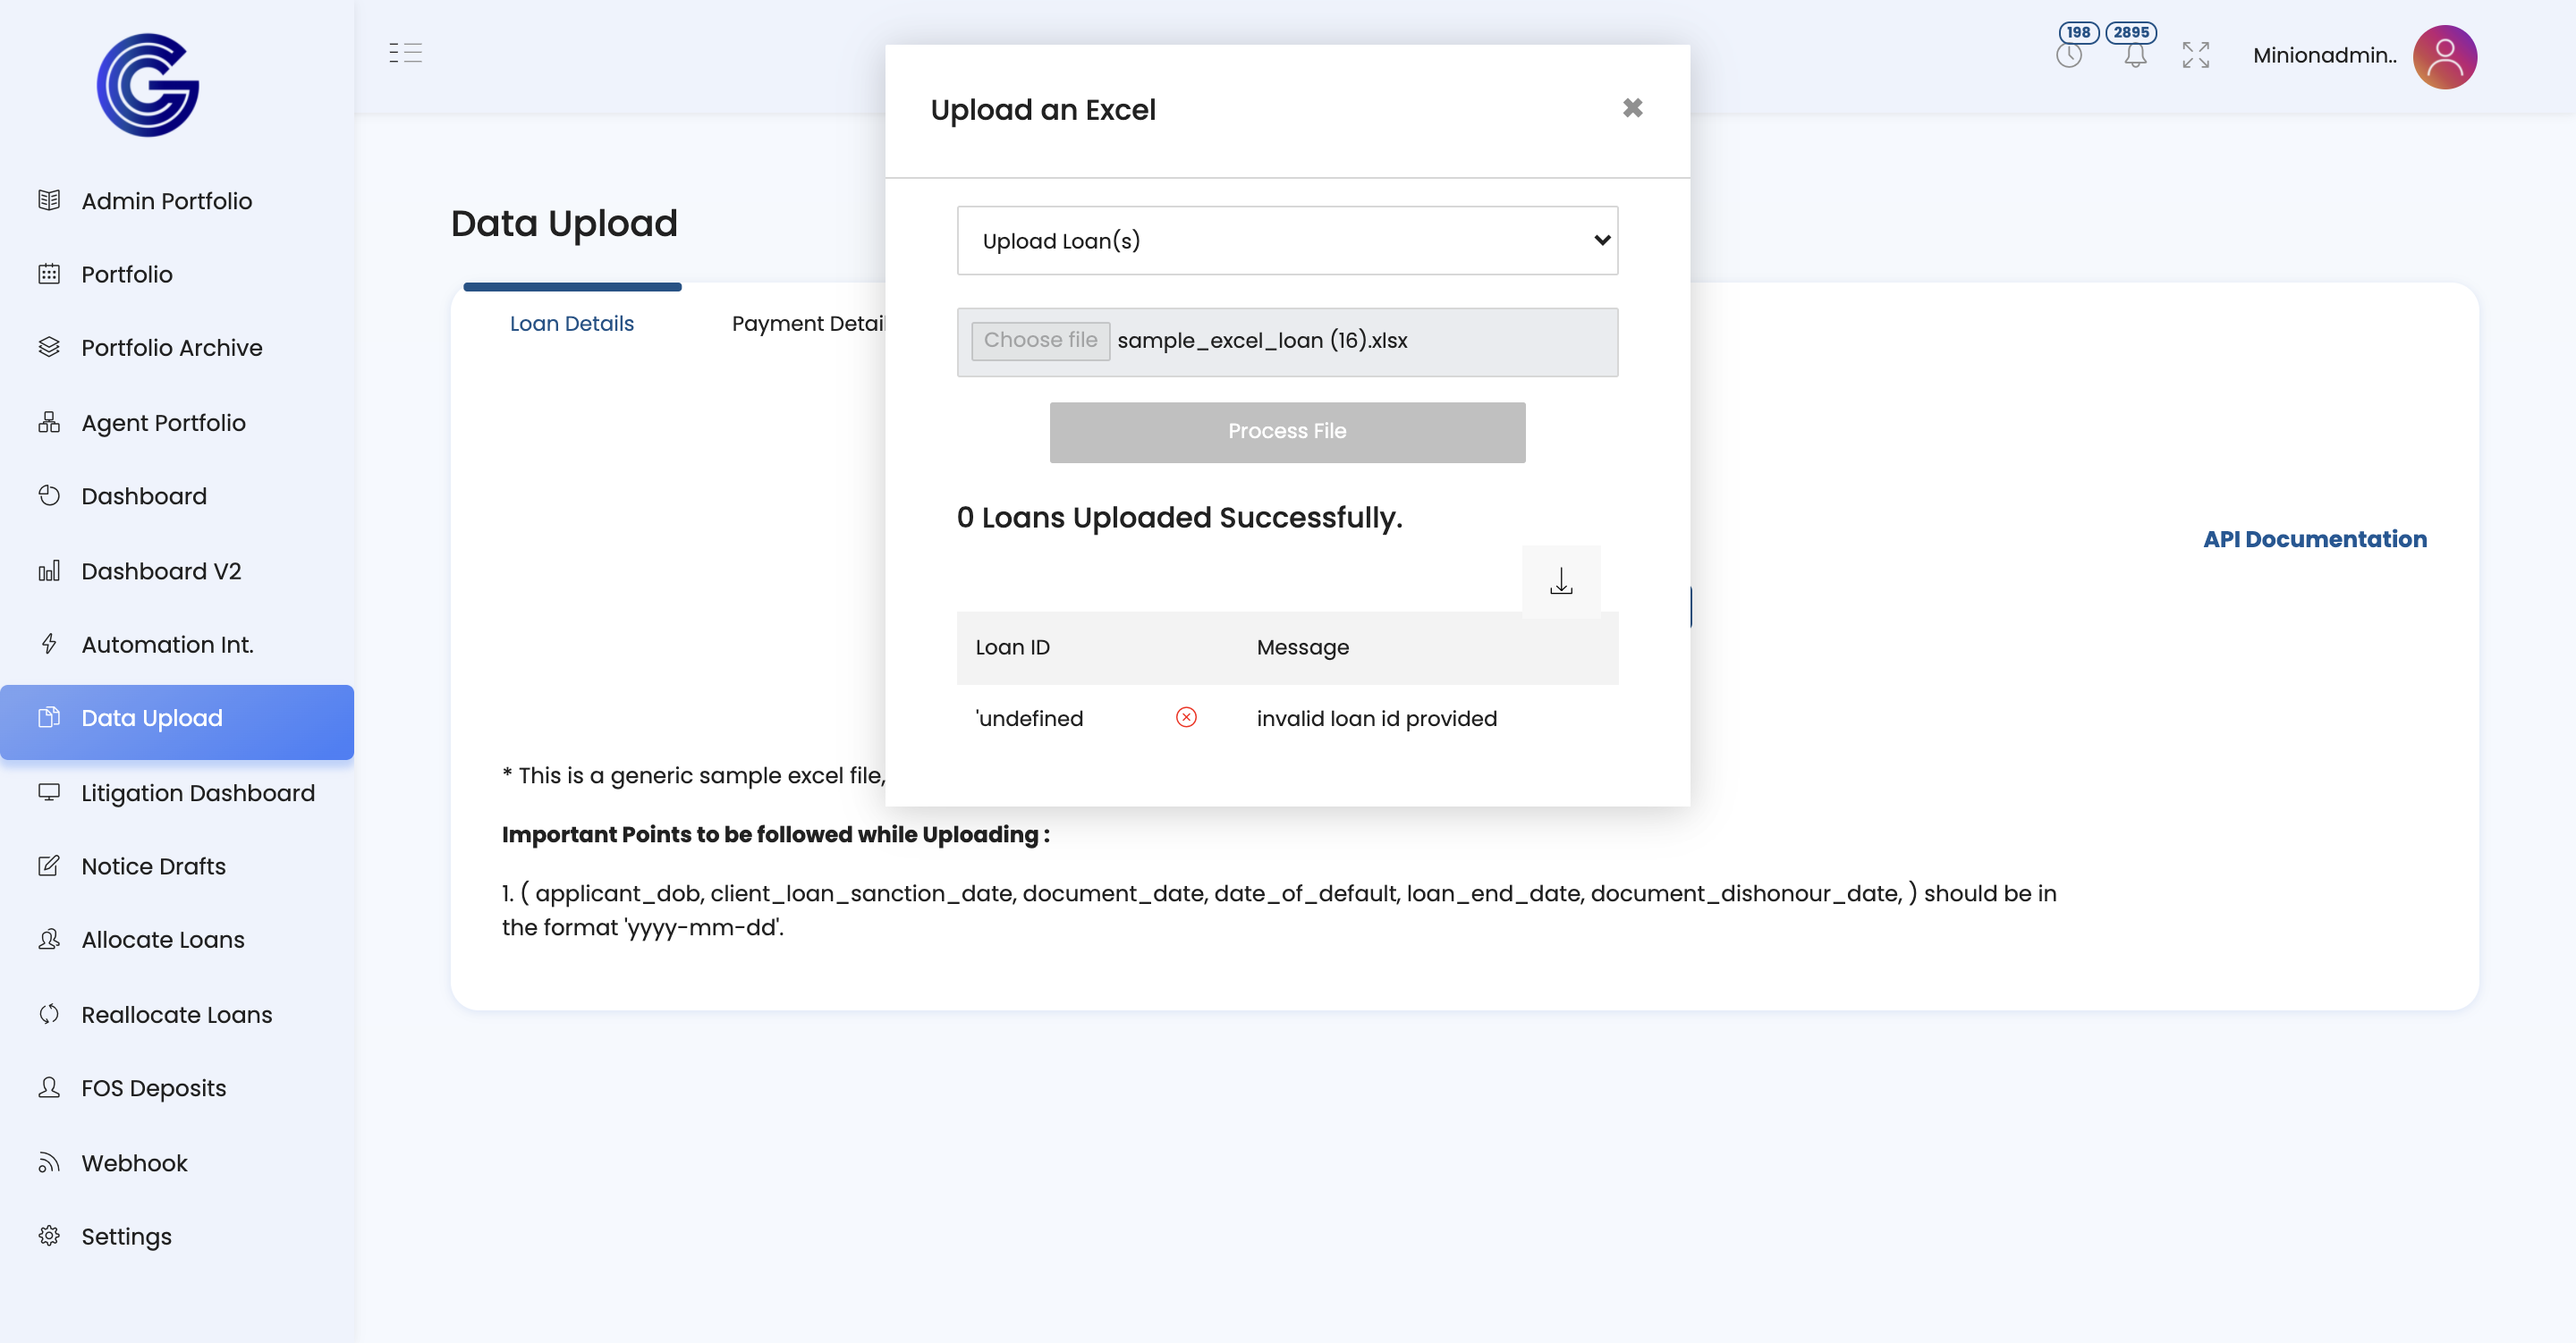 198 2895
Minionadmin..
Admin Portfolio
Portfolio
Portfolio Archive
Agent Portfolio
Dashboard
Dashboard V2
Automation Int.
Data Upload
Litigation Dashboard
Notice Drafts
Allocate Loans
Reallocate Loans
FOS Deposits
Webhook
Settings
Data Upload
Loan Details Payment Detai
API Documentation
* This is a generic sample excel file,
Important Points to be followed while Uploading :
1. ( applicant_dob, client_loan_sanction_date, document_date, date_of_default, loan_end_date, document_dishonour_date, ) should be in
the format 'yyyy-mm-dd'.
Upload an Excel
Upload Loan(s)
Choose file sample_excel_loan (16).xlsx
Process File
0 Loans Uploaded Successfully.
Loan ID Message
'undefined invalid loan id provided